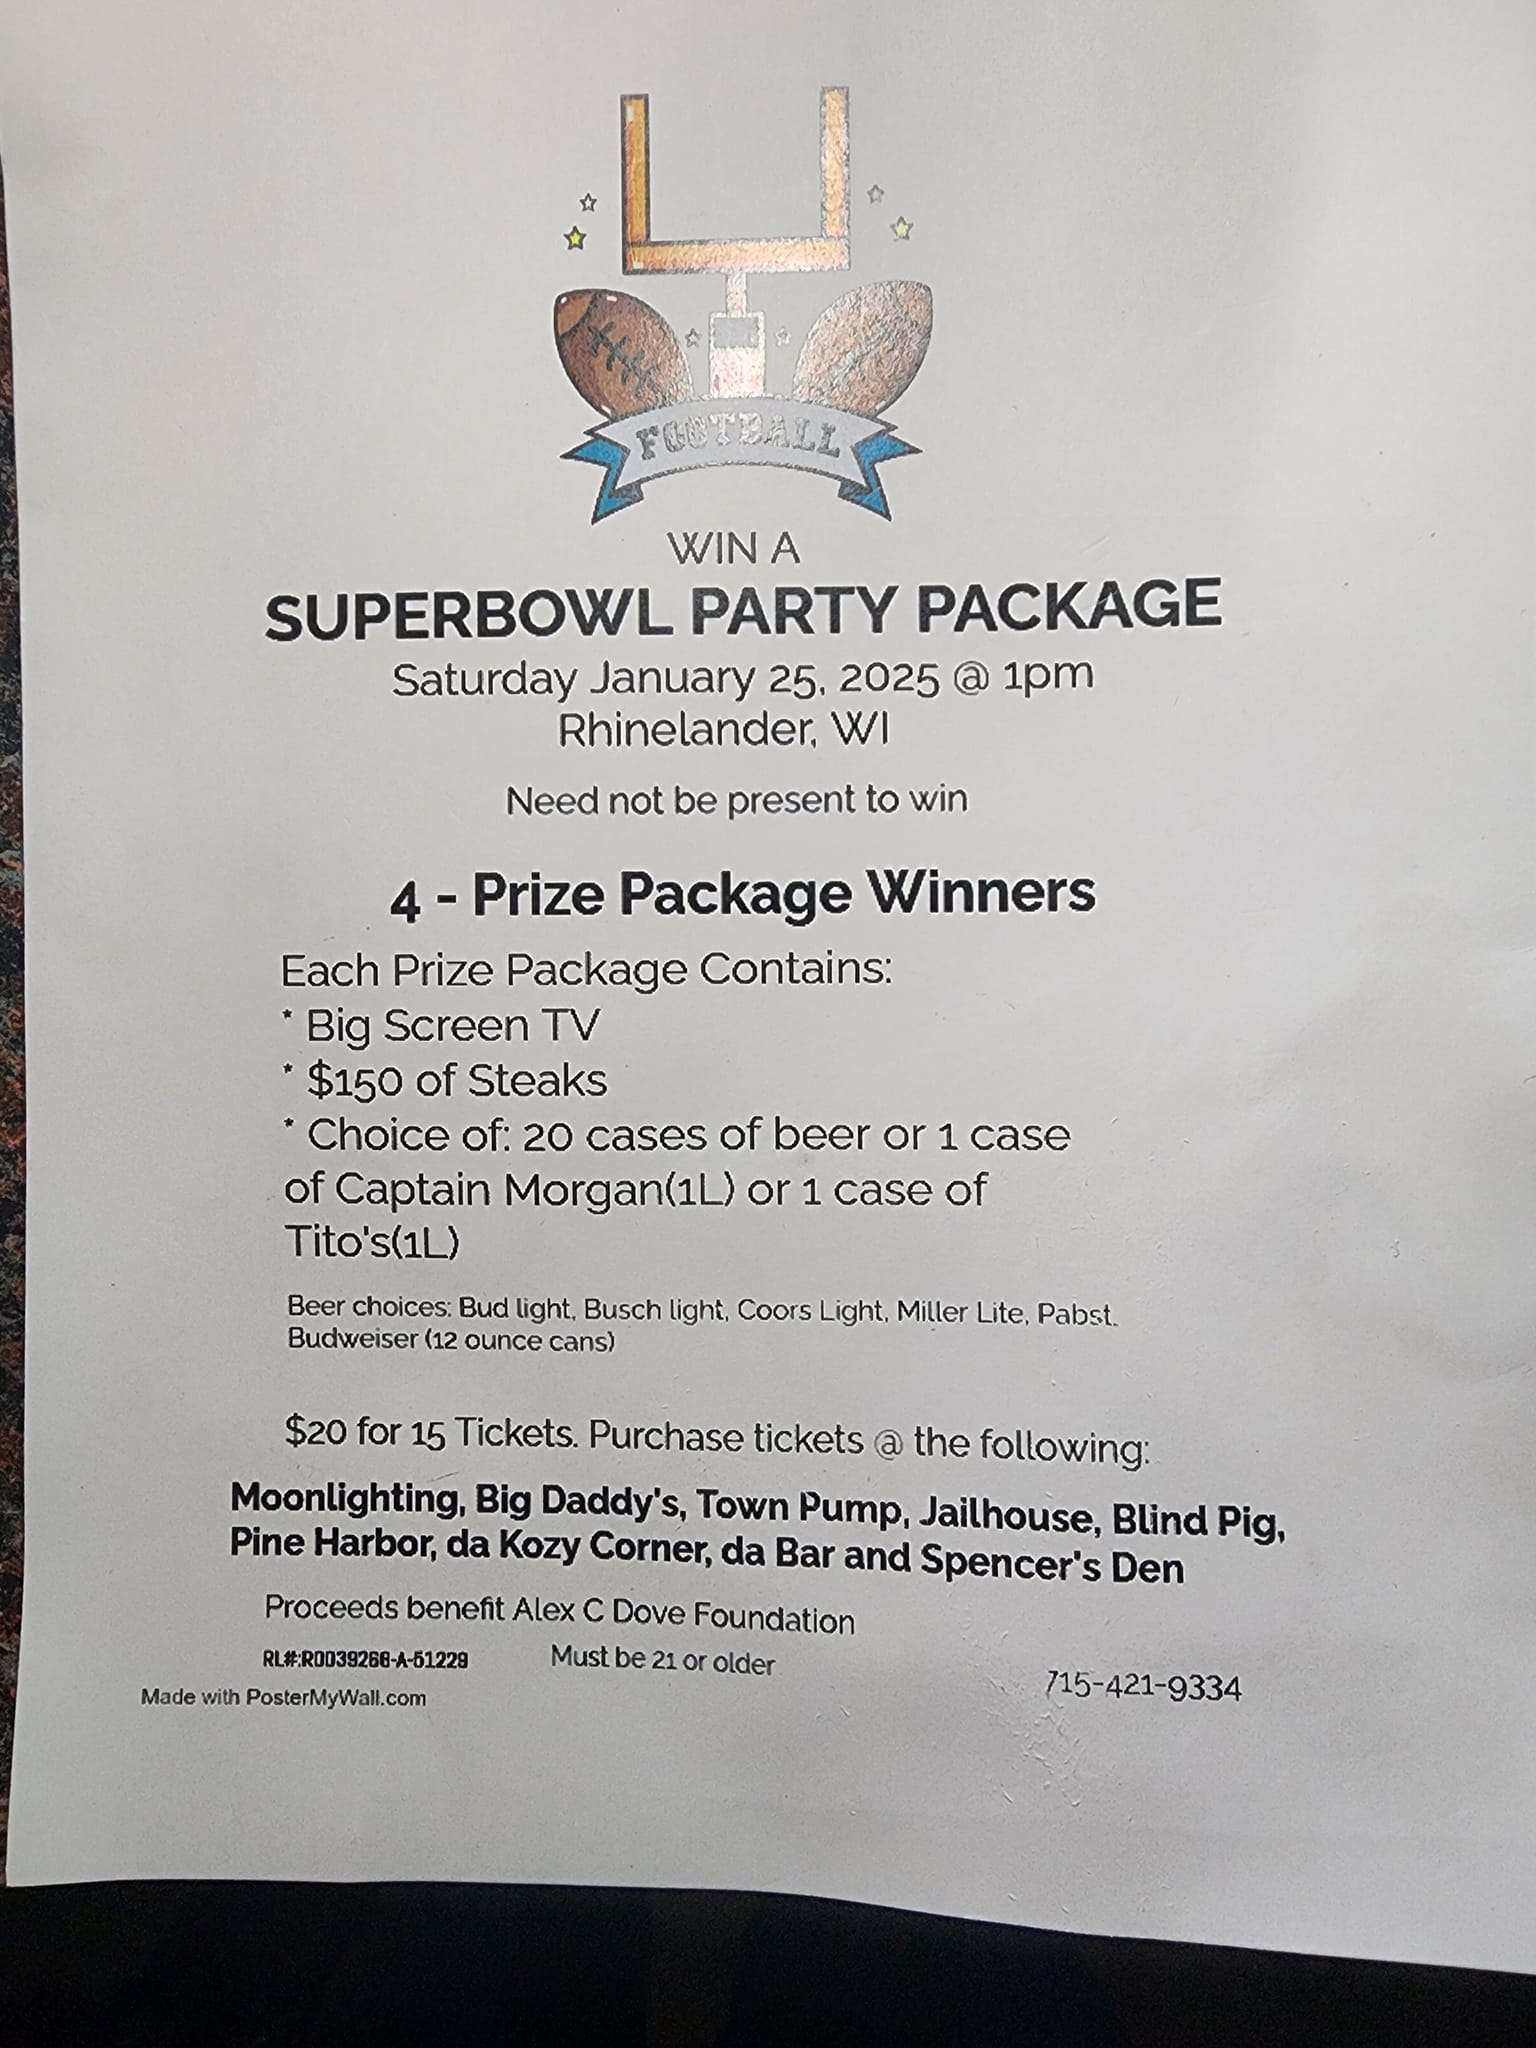 FOOTBALL
WIN A
SUPERBOWL PARTY PACKAGE
Saturday January 25, 2025 @ 1pm
Rhinelander, WI
Need not be present to win
4 - Prize Package Winners
Each Prize Package Contains:
* Big Screen TV
* $150 of Steaks
* Choice of: 20 cases of beer or 1 case
of Captain Morgan(1L) or 1 case of
Tito's(1L)
Beer choices: Bud light, Busch light, Coors Light, Miller Lite, Pabst.
Budweiser (12 ounce cans)
$20 for 15 Tickets. Purchase tickets @ the following:
Moonlighting, Big Daddy's, Town Pump, Jailhouse, Blind Pig,
Pine Harbor, da Kozy Corner, da Bar and Spencer's Den
Proceeds benefit Alex C Dove Foundation
RL#:R0039266-A-51229 Must be 21 or older
715-421-9334
Made with PosterMyWall.com